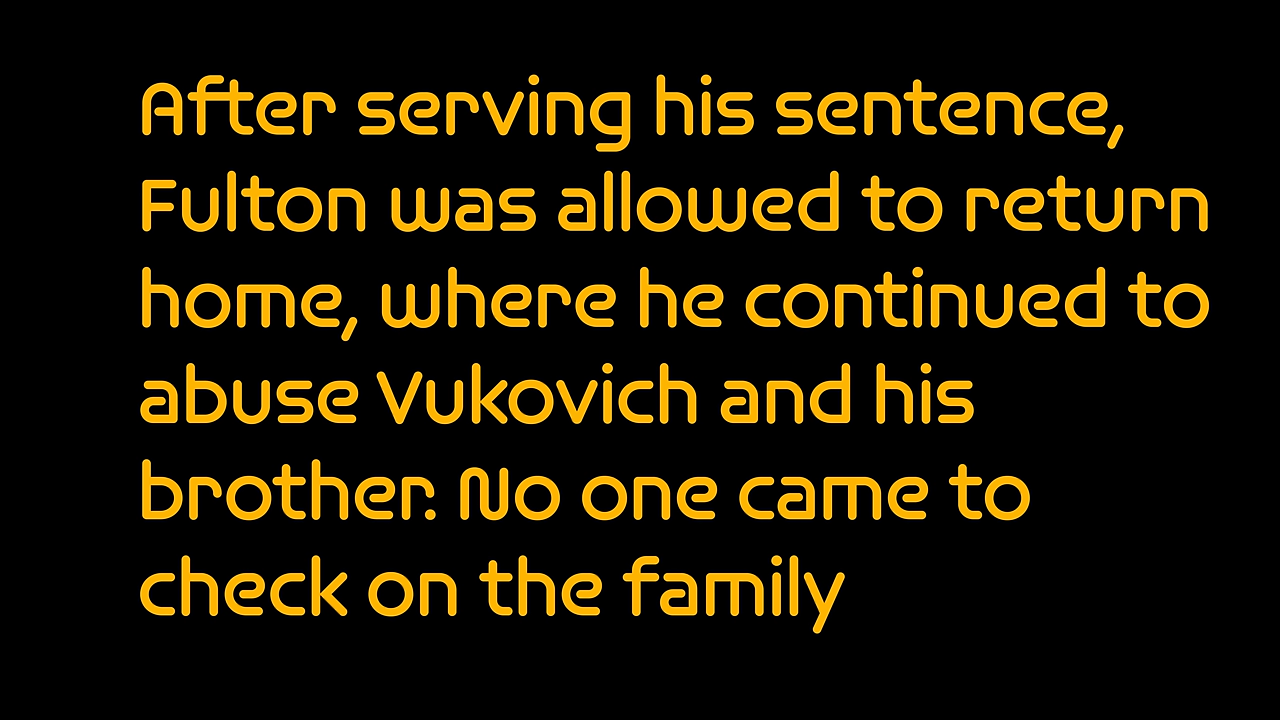 After serving his sentence,
Fulton was allowed to return
home, where he continued to
abuse Vukovich and his
brother. No one came to
check on the family